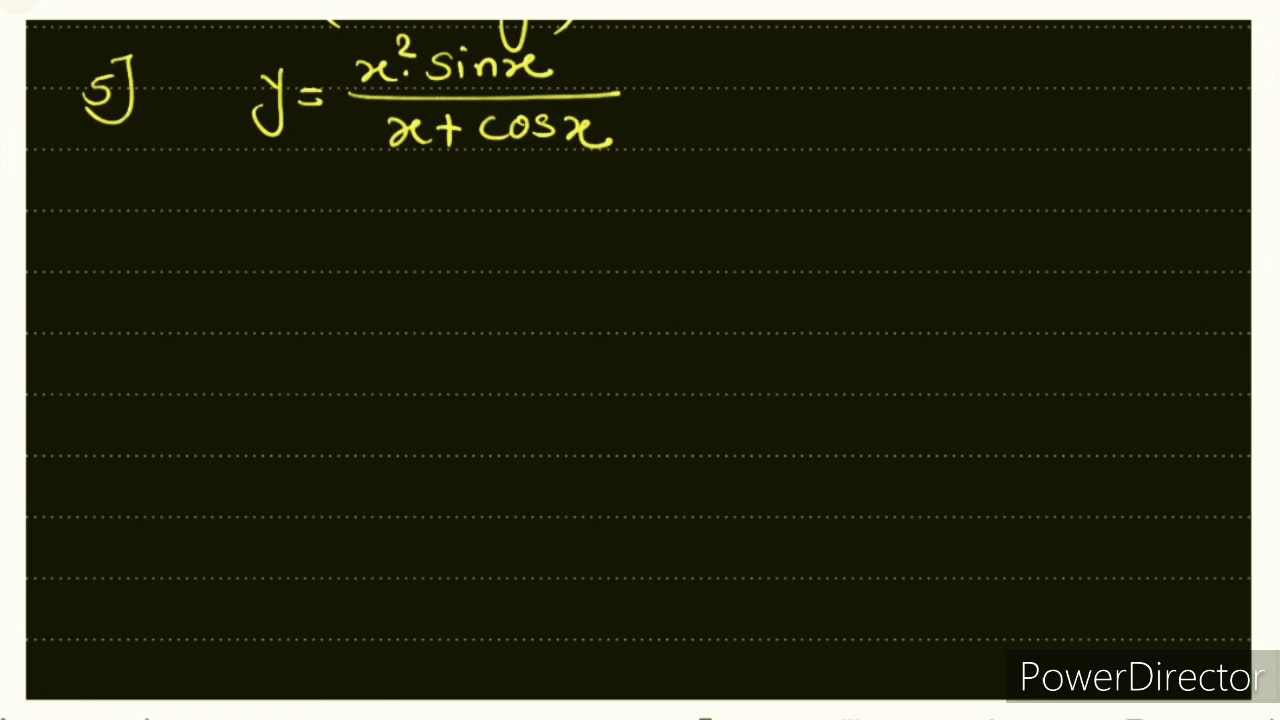 5] y = x². sinx / x + cosx
PowerDirector